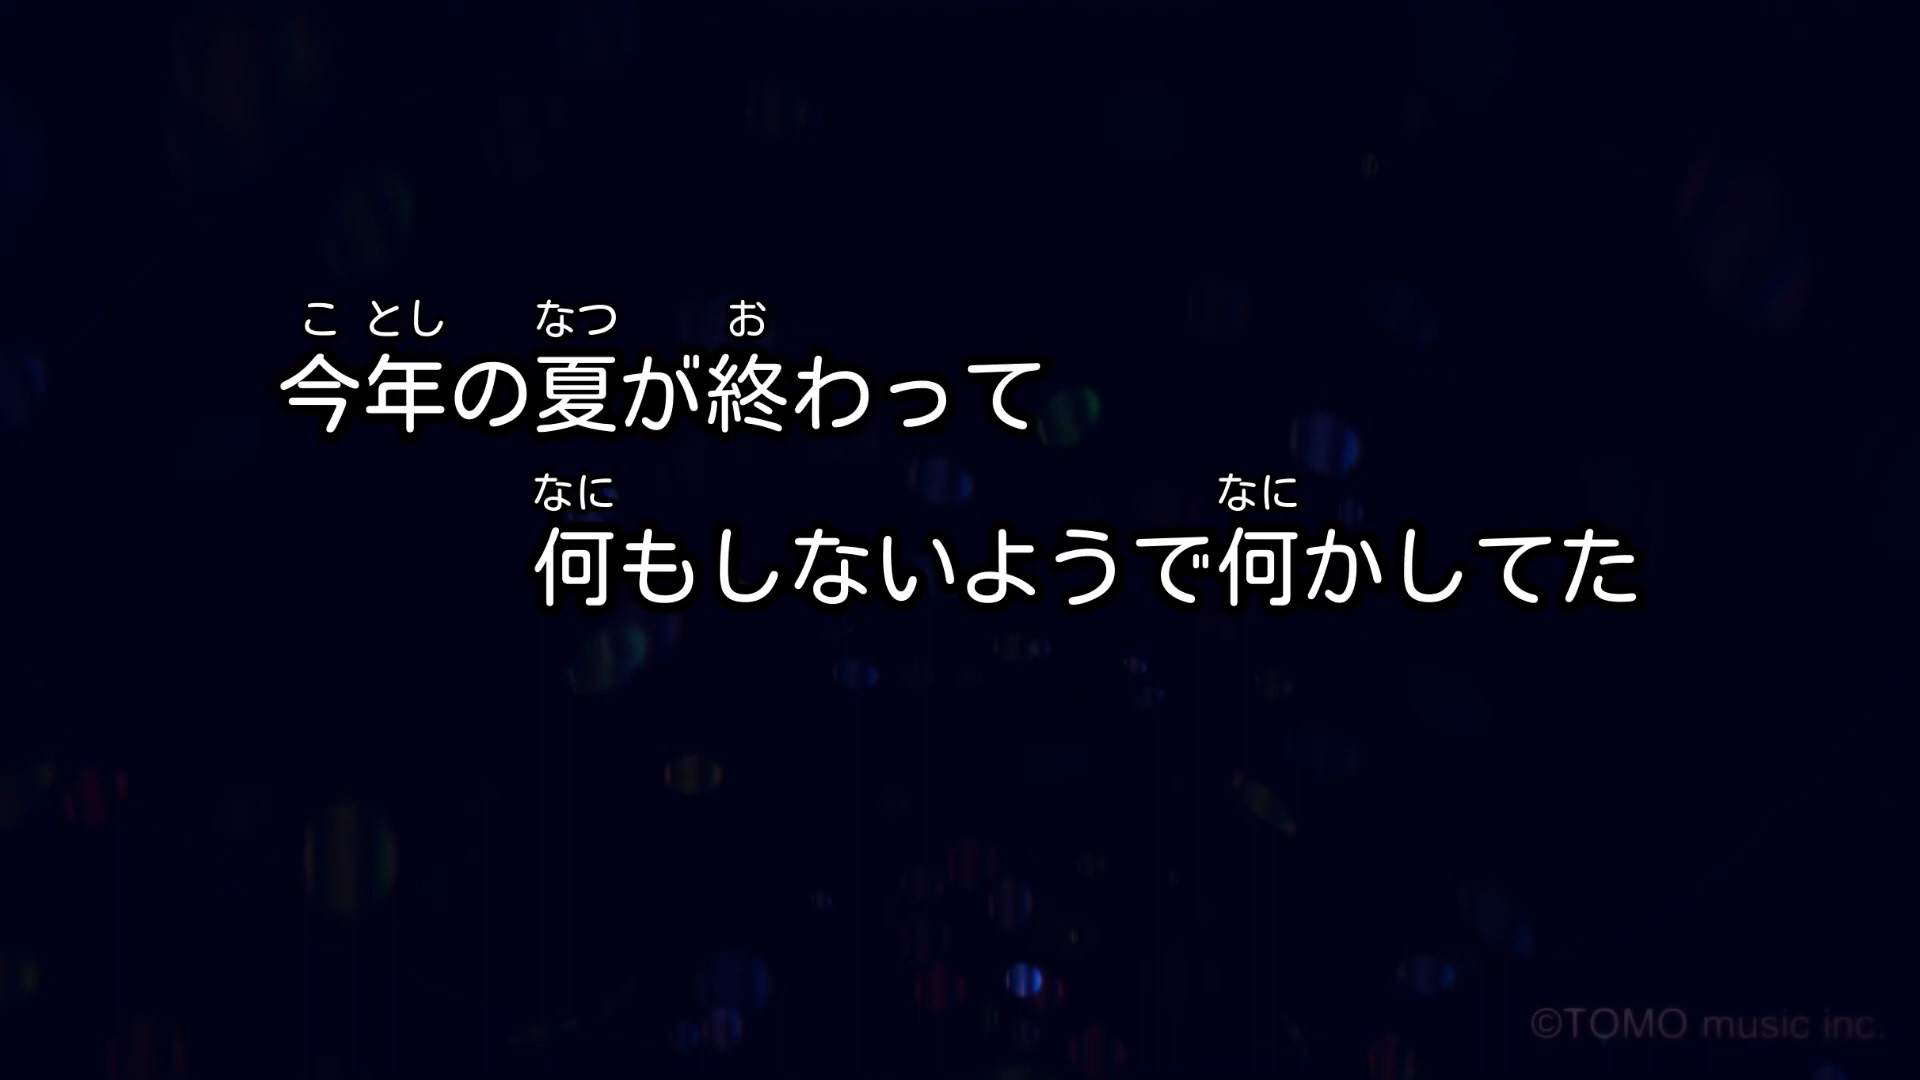 こ とし なつ お
今年の夏が終わって
なに なに
何もしないようで何かしてた
©TOMO music inc.